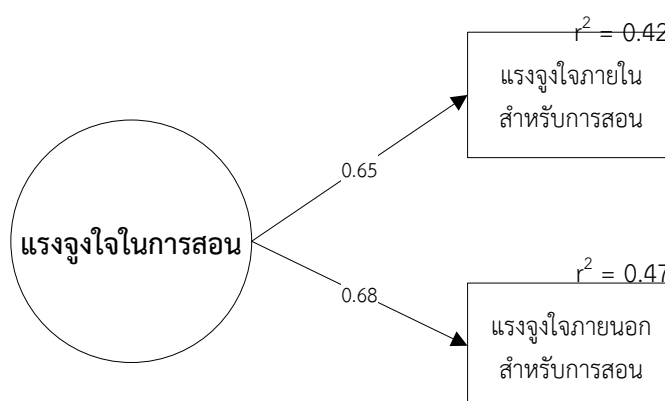 r² = 0.42
แรงจูงใจภายใน
สำหรับการสอน
0.65
แรงจูงใจในการสอน
0.68
r² = 0.47
แรงจูงใจภายนอก
สำหรับการสอน